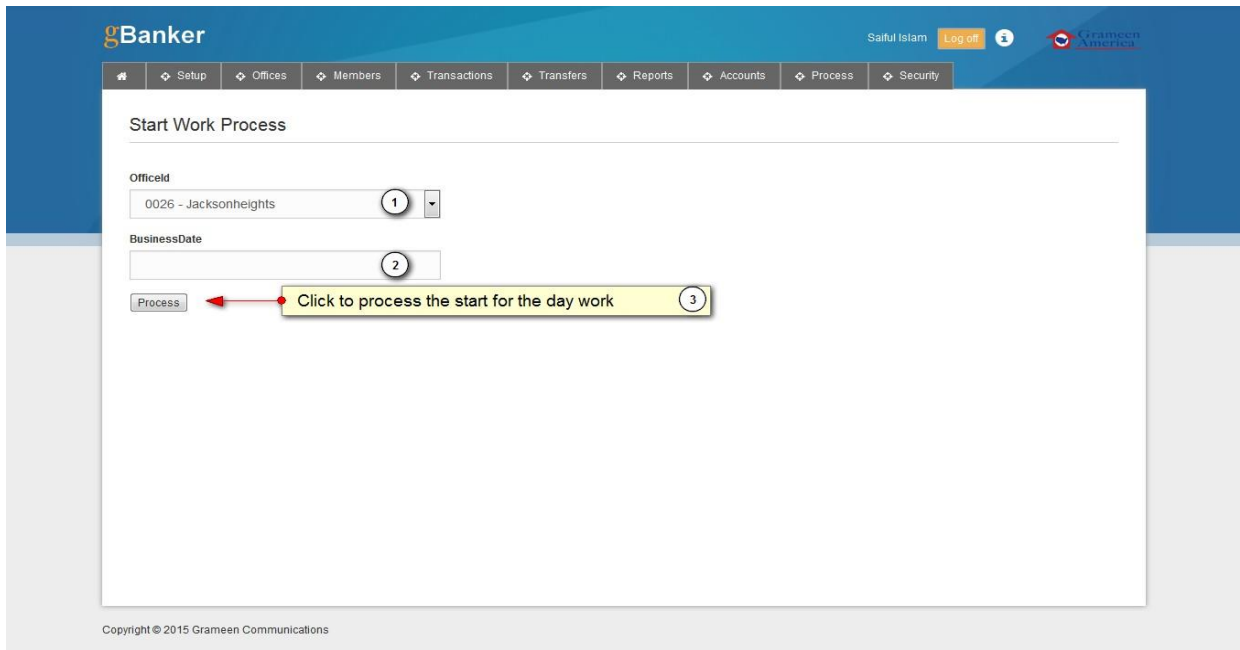 gBanker
Saiful Islam Log off i Grameen America
Setup Offices Members Transactions Transfers Reports Accounts Process Security
Start Work Process
OfficeId
0026 - Jacksonheights 1
BusinessDate
2
Process Click to process the start for the day work 3
Copyright © 2015 Grameen Communications